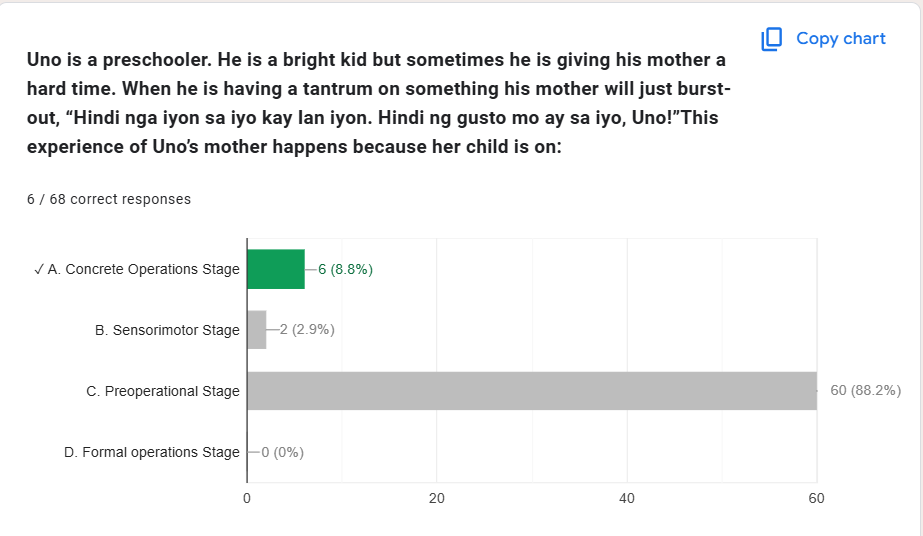 Copy chart
Uno is a preschooler. He is a bright kid but sometimes he is giving his mother a
hard time. When he is having a tantrum on something his mother will just burst-
out, “Hindi nga iyon sa iyo kay Ian iyon. Hindi ng gusto mo ay sa iyo, Uno!”This
experience of Uno’s mother happens because her child is on:
6 / 68 correct responses
✓ A. Concrete Operations Stage
6 (8.8%)
B. Sensorimotor Stage
2 (2.9%)
C. Preoperational Stage
60 (88.2%)
D. Formal operations Stage
0 (0%)
0
20
40
60